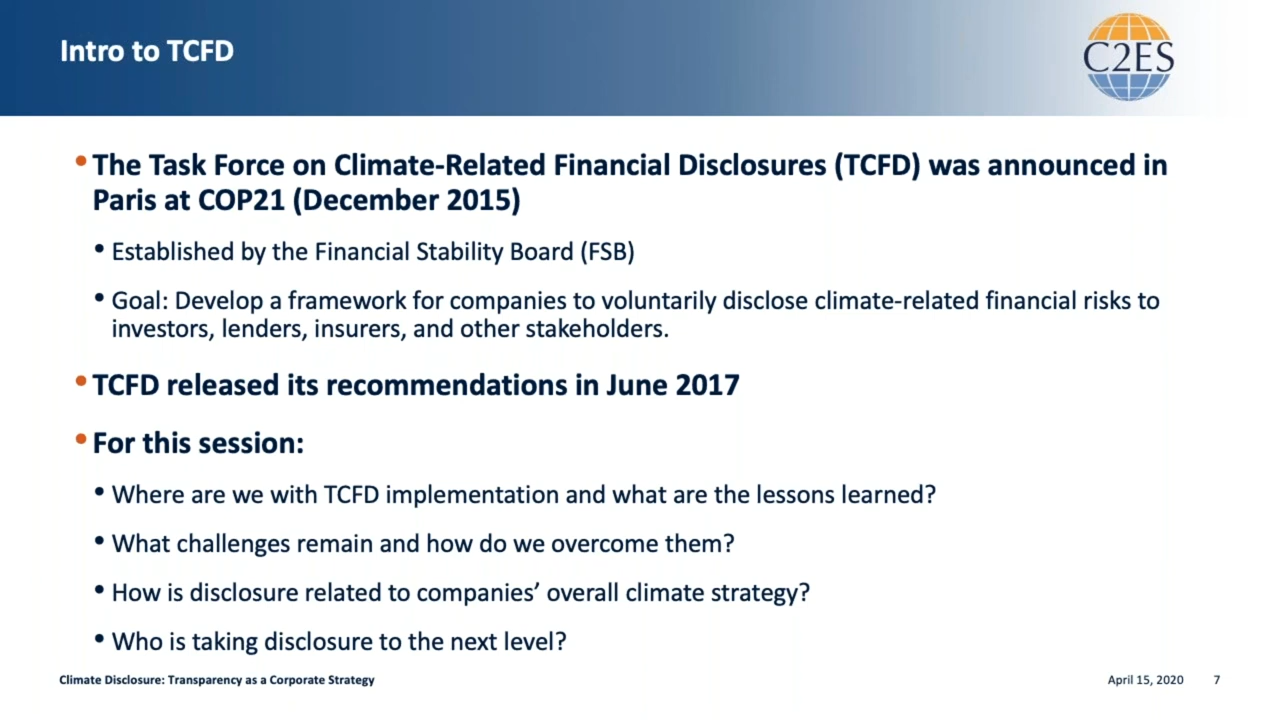 Intro to TCFD
C2ES
• The Task Force on Climate-Related Financial Disclosures (TCFD) was announced in
Paris at COP21 (December 2015)
• Established by the Financial Stability Board (FSB)
• Goal: Develop a framework for companies to voluntarily disclose climate-related financial risks to
investors, lenders, insurers, and other stakeholders.
• TCFD released its recommendations in June 2017
• For this session:
• Where are we with TCFD implementation and what are the lessons learned?
• What challenges remain and how do we overcome them?
• How is disclosure related to companies’ overall climate strategy?
• Who is taking disclosure to the next level?
Climate Disclosure: Transparency as a Corporate Strategy
April 15, 2020 7